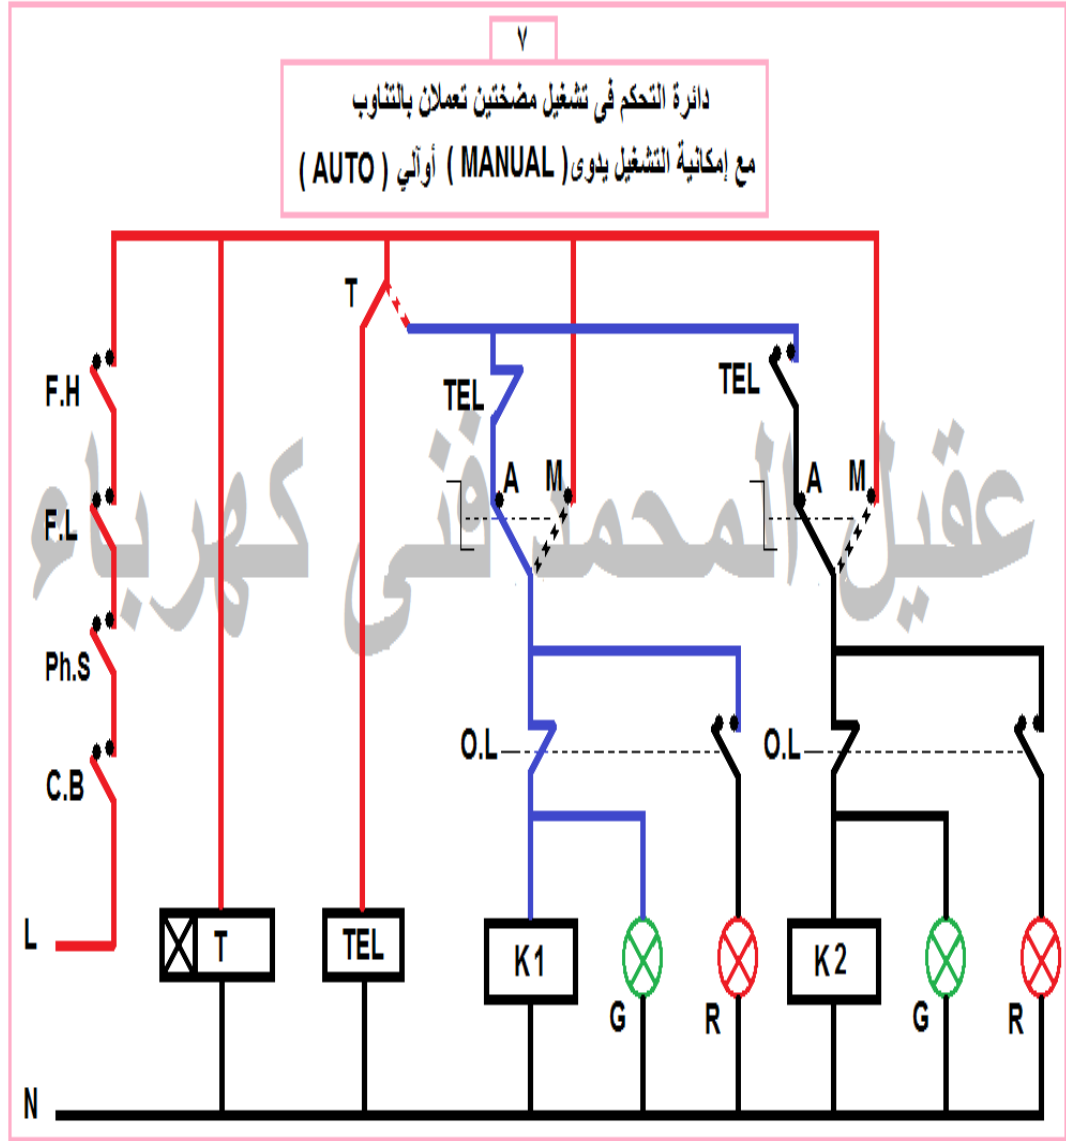 ٧
دائرة التحكم فى تشغيل مضختين تعملان بالتناوب
مع إمكانية التشغيل يدوى ( MANUAL ) أوآلي ( AUTO )
T
F.H
TEL
TEL
A
M
A
M
عقيل المحمد فنى كهرباء
F.L
Ph.S
O.L
O.L
C.B
L
T
TEL
K1
K2
G
R
G
R
N